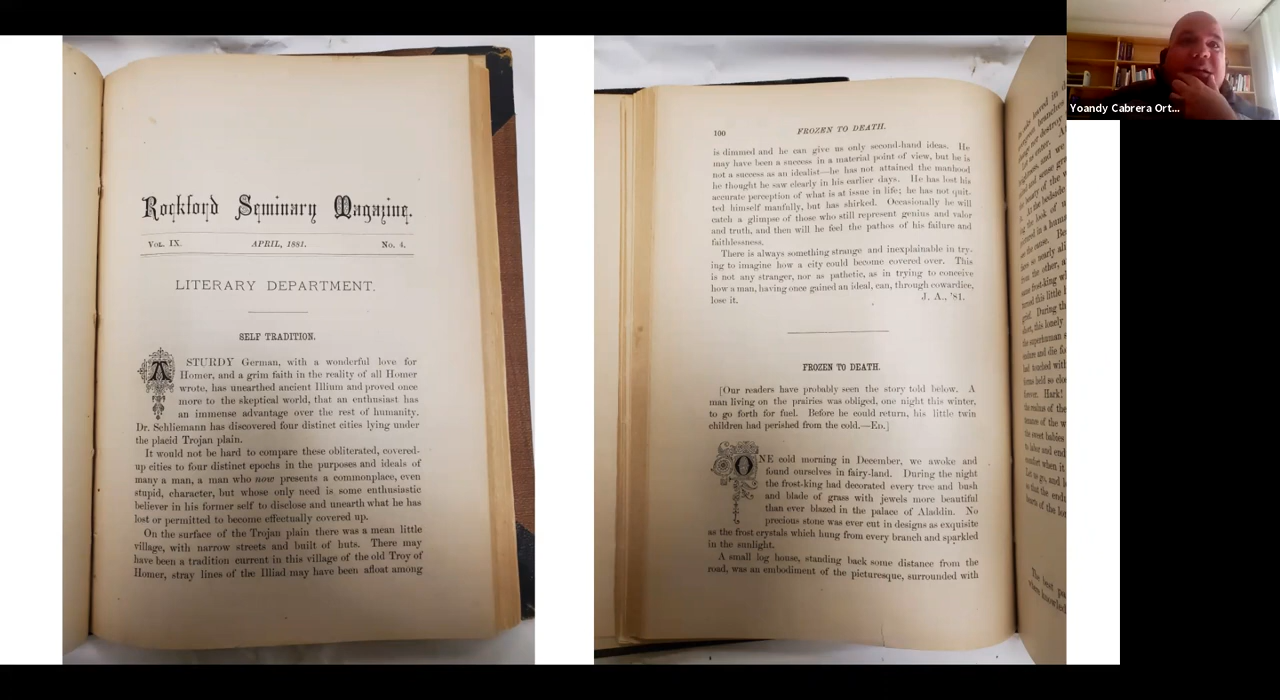 Rockford Seminary Magazine.
VOL. IX. APRIL, 1881. No. 4.
LITERARY DEPARTMENT.
SELF TRADITION.
A STURDY German, with a wonderful love for
Homer, and a grim faith in the reality of all Homer
wrote, has unearthed ancient Illium and proved once
more to the skeptical world, that an enthusiast has
an immense advantage over the rest of humanity.
Dr. Schliemann has discovered four distinct cities lying under
the placid Trojan plain.
It would not be hard to compare these obliterated, covered-
up cities to four distinct epochs in the purposes and ideals of
many a man, a man who now presents a commonplace, even
stupid, character, but whose only need is some enthusiastic
believer in his former self to disclose and unearth what he has
lost or permitted to become effectually covered up.
On the surface of the Trojan plain there was a mean little
village, with narrow streets and built of huts. There may
have been a tradition current in this village of the old Troy of
Homer, stray lines of the Illiad may have been afloat among
100 FROZEN TO DEATH.
is dimmed and he can give us only second-hand ideas. He
may have been a success in a material point of view, but he is
not a success as an idealist—he has not attained the manhood
he thought he saw clearly in his earlier days. He has lost his
accurate perception of what is at issue in life; he has not quit-
ted himself manfully, but has shirked. Occasionally he will
catch a glimpse of those who still represent genius and valor
and truth, and then will he feel the pathos of his failure and
faithlessness.
There is always something strange and inexplainable in try-
ing to imagine how a city could become covered over. This
is not any stranger, nor as pathetic, as in trying to conceive
how a man, having once gained an ideal, can, through cowardice,
lose it. J. A., '81.
FROZEN TO DEATH.
[Our readers have probably seen the story told below. A
man living on the prairies was obliged, one night this winter,
to go forth for fuel. Before he could return, his little twin
children had perished from the cold.—ED.]
ONE cold morning in December, we awoke and
found ourselves in fairy-land. During the night
the frost-king had decorated every tree and bush
and blade of grass with jewels more beautiful
than ever blazed in the palace of Aladdin. No
precious stone was ever cut in designs as exquisite
as the frost crystals which hung from every branch and sparkled
in the sunlight.
A small log house, standing back some distance from the
road, was an embodiment of the picturesque, surrounded with
Yoandy Cabrera Ort...